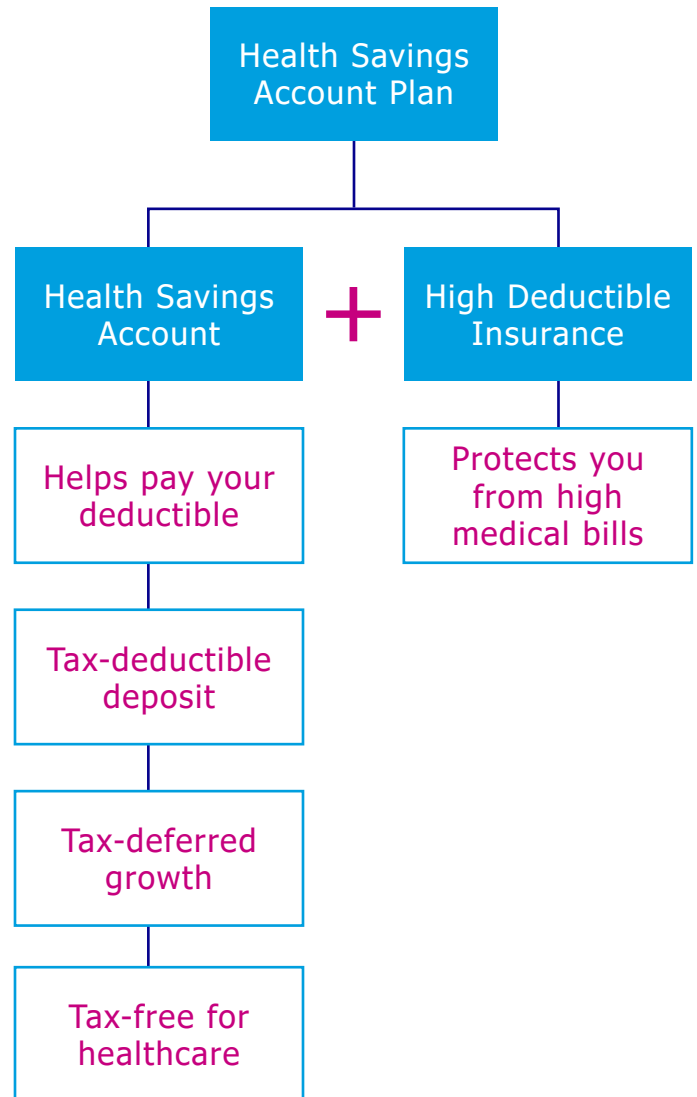 Health Savings
Account Plan
Health Savings
Account
+
High Deductible
Insurance
Helps pay your
deductible
Protects you
from high
medical bills
Tax-deductible
deposit
Tax-deferred
growth
Tax-free for
healthcare